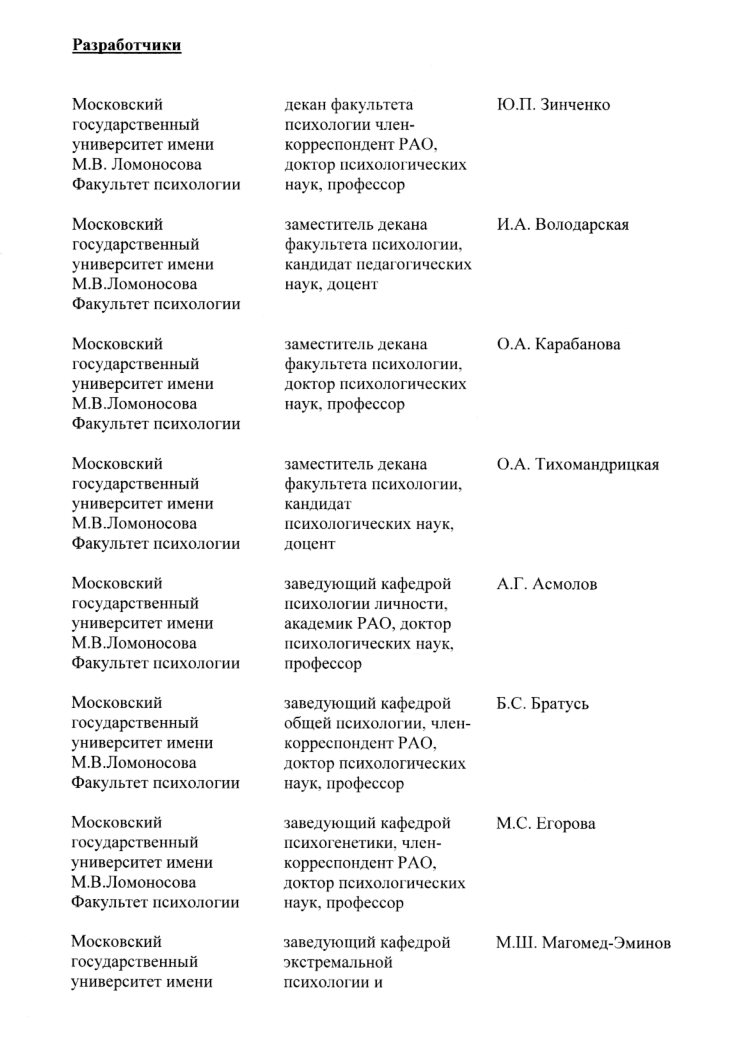 Разработчики
Московский декан факультета Ю.П. Зинченко
государственный психологии член-
университет имени корреспондент РАО,
М.В. Ломоносова доктор психологических
Факультет психологии наук, профессор
Московский заместитель декана И.А. Володарская
государственный факультета психологии,
университет имени кандидат педагогических
М.В.Ломоносова наук, доцент
Факультет психологии
Московский заместитель декана О.А. Карабанова
государственный факультета психологии,
университет имени доктор психологических
М.В.Ломоносова наук, профессор
Факультет психологии
Московский заместитель декана О.А. Тихомандрицкая
государственный факультета психологии,
университет имени кандидат
М.В.Ломоносова психологических наук,
Факультет психологии доцент
Московский заведующий кафедрой А.Г. Асмолов
государственный психологии личности,
университет имени академик РАО, доктор
М.В.Ломоносова психологических наук,
Факультет психологии профессор
Московский заведующий кафедрой Б.С. Братусь
государственный общей психологии, член-
университет имени корреспондент РАО,
М.В.Ломоносова доктор психологических
Факультет психологии наук, профессор
Московский заведующий кафедрой М.С. Егорова
государственный психогенетики, член-
университет имени корреспондент РАО,
М.В.Ломоносова доктор психологических
Факультет психологии наук, профессор
Московский заведующий кафедрой М.Ш. Магомед-Эминов
государственный экстремальной
университет имени психологии и